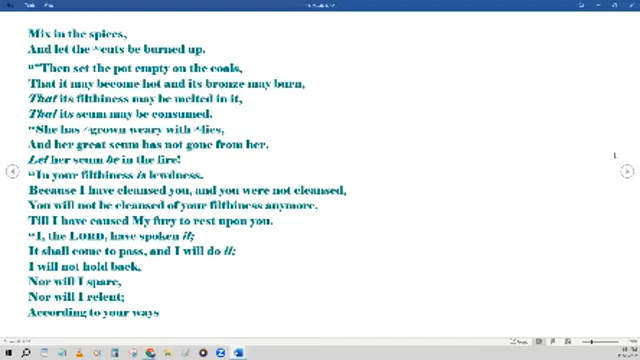 Mix in the spices,
And let the cuts be burned up.
"Then set the pot empty on the coals,
That it may become hot and its bronze may burn,
That its filthiness may be melted in it,
That its scum may be consumed.
She has grown weary with lies,
And her great scum has not gone from her.
Let her scum be in the fire!
In your filthiness is lewdness.
Because I have cleansed you, and you were not cleansed,
You will not be cleansed of your filthiness anymore,
Till I have caused My fury to rest upon you.
I, the LORD, have spoken it;
It shall come to pass, and I will do it;
I will not hold back,
Nor will I spare,
Nor will I relent;
According to your ways